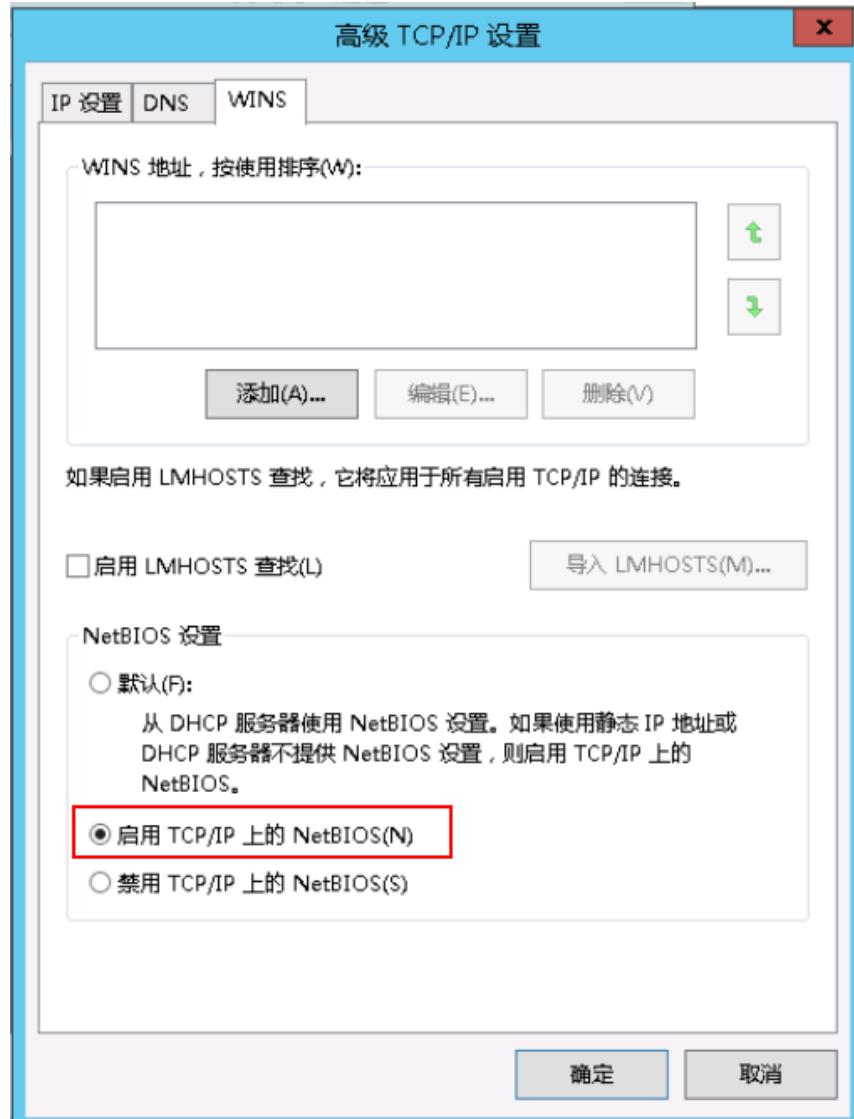 高级 TCP/IP 设置
x
IP 设置 DNS WINS
WINS 地址，按使用排序(W):
添加(A)... 编辑(E)... 删除(V)
如果启用 LMHOSTS 查找，它将应用于所有启用 TCP/IP 的连接。
启用 LMHOSTS 查找(L) 导入 LMHOSTS(M)...
NetBIOS 设置
默认(F):
从 DHCP 服务器使用 NetBIOS 设置。如果使用静态 IP 地址或
DHCP 服务器不提供 NetBIOS 设置，则启用 TCP/IP 上的
NetBIOS。
启用 TCP/IP 上的 NetBIOS(N)
禁用 TCP/IP 上的 NetBIOS(S)
确定 取消